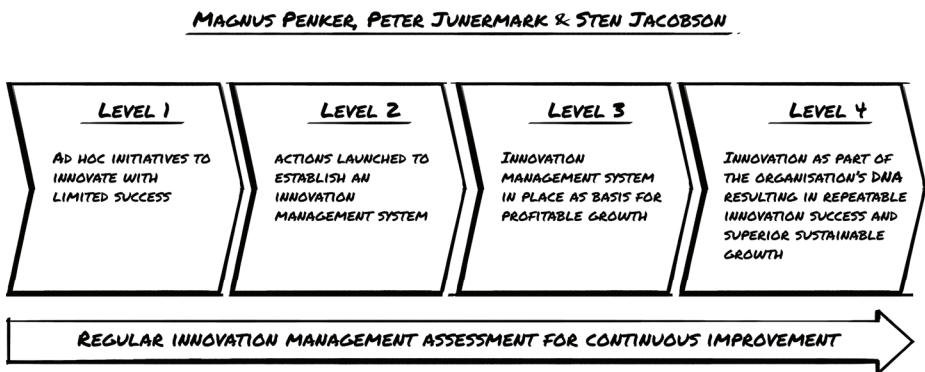 Magnus Penker, Peter Junermark & Sten Jacobson
Level 1
Ad hoc initiatives to
innovate with
limited success
Level 2
actions launched to
establish an
innovation
management system
Level 3
Innovation
management system
in place as basis for
profitable growth
Level 4
Innovation as part of
the organisation's DNA
resulting in repeatable
innovation success and
superior sustainable
growth
Regular innovation management assessment for continuous improvement